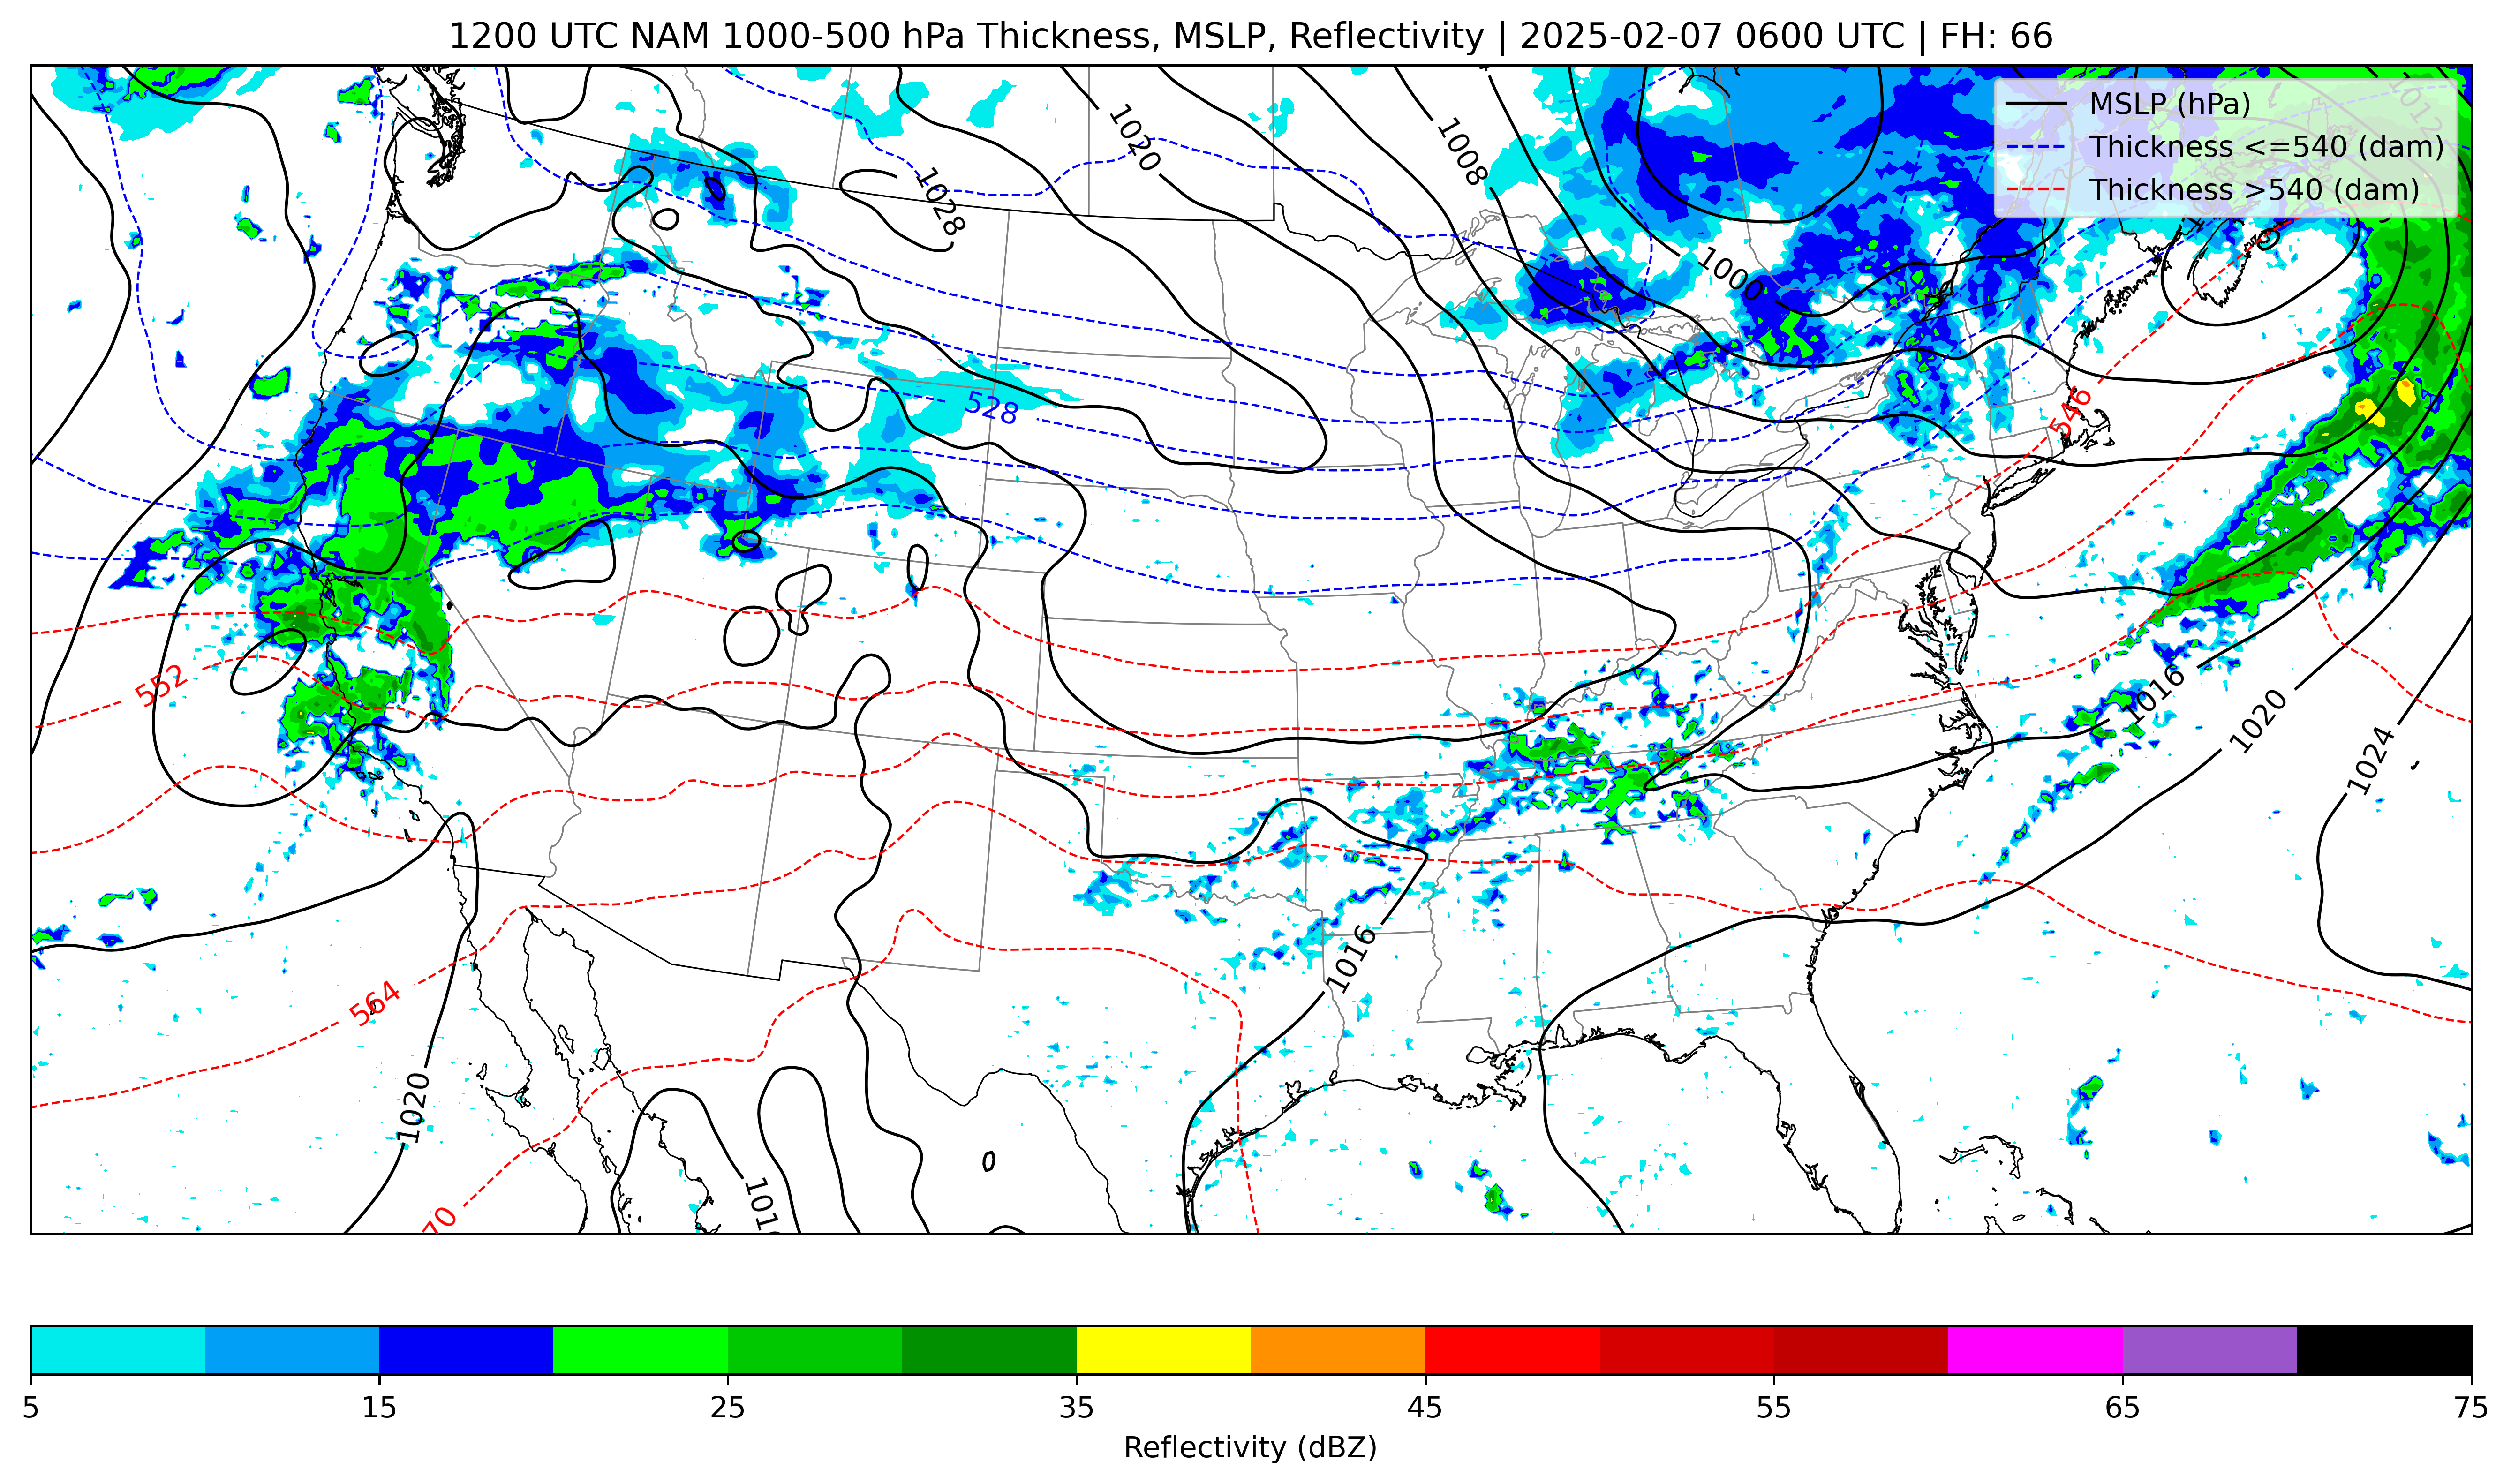 1200 UTC NAM 1000-500 hPa Thickness, MSLP, Reflectivity | 2025-02-07 0600 UTC | FH: 66
MSLP (hPa)
Thickness <=540 (dam)
Thickness >540 (dam)
1012
1020
1008
1028
1000
528
546
552
1016
1020
1024
1016
564
1020
70
1016
5 15 25 35 45 55 65 75
Reflectivity (dBZ)